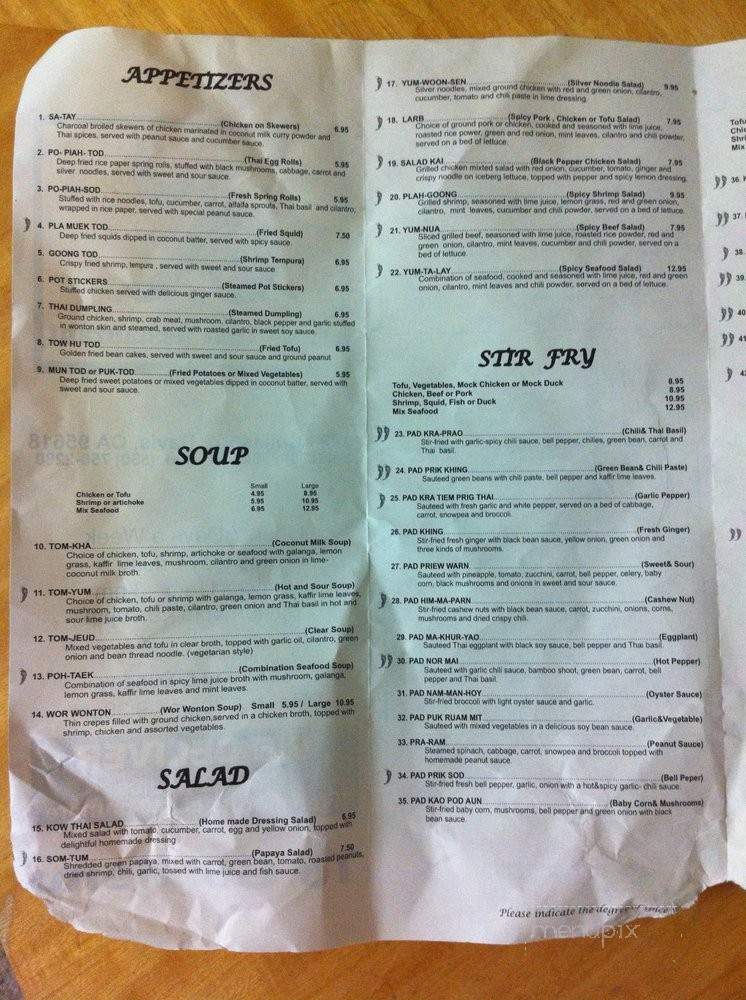 APPETIZERS
1. SA-TAY (Chicken on Skewers) 6.95
Charcoal broiled skewers of chicken marinated in coconut milk curry powder and
Thai spices, served with peanut sauce and cucumber sauce.
2. PO- PIAH- TOD (Thai Egg Rolls) 5.95
Deep fried rice paper spring rolls, stuffed with black mushrooms, cabbage, carrot and
silver noodles, served with sweet and sour sauce.
3. PO-PIAH-SOD (Fresh Spring Rolls) 5.95
Stuffed with rice noodles, tofu, cucumber, carrot, alfalfa sprouts, Thai basil and cilantro,
wrapped in rice paper, served with special peanut sauce.
4. PLA MUEK TOD (Fried Squid) 7.50
Deep fried squids dipped in coconut batter, served with spicy sauce.
5. GOONG TOD (Shrimp Tempura) 6.95
Crispy fried shrimp, tempura , served with sweet and sour sauce
6. POT STICKERS (Steamed Pot Stickers) 6.95
Stuffed chicken served with delicious ginger sauce.
7. THAI DUMPLING (Steamed Dumpling) 6.95
Ground chicken, shrimp, crab meat, mushroom, cilantro, black pepper and garlic stuffed
in wonton skin and steamed, served with roasted garlic in sweet soy sauce.
8. TOW HU TOD (Fried Tofu) 6.95
Golden fried bean cakes, served with sweet and sour sauce and ground peanut
9. MUN TOD or PUK-TOD (Fried Potatoes or Mixed Vegetables) 5.95
Deep fried sweet potatoes or mixed vegetables dipped in coconut batter, served with
sweet and sour sauce.
SOUP
Small Large
Chicken or Tofu 4.95 8.95
Shrimp or artichoke 5.95 10.95
Mix Seafood 6.95 12.95
10. TOM-KHA (Coconut Milk Soup)
Choice of chicken, tofu, shrimp, artichoke or seafood with galanga, lemon
grass, kaffir lime leaves, mushroom, cilantro and green onion in lime-
coconut milk broth.
11. TOM-YUM (Hot and Sour Soup)
Choice of chicken, tofu or shrimp with galanga, lemon grass, kaffir lime leaves,
mushroom, tomato, chili paste, cilantro, green onion and Thai basil in hot and
sour lime juice broth.
12. TOM-JEUD (Clear Soup)
Mixed vegetables and tofu in clear broth, topped with garlic oil, cilantro, green
onion and bean thread noodle. (vegetarian style)
13. POH-TAEK (Combination Seafood Soup)
Combination of seafood in spicy lime juice broth with mushroom, galanga,
lemon grass, kaffir lime leaves and mint leaves.
14. WOR WONTON (Wor Wonton Soup) Small 5.95 / Large 10.95
Thin crepes filled with ground chicken,served in a chicken broth, topped with
shrimp, chicken and assorted vegetables.
SALAD
15. KOW THAI SALAD (Home made Dressing Salad) 6.95
Mixed salad with tomato, cucumber, carrot, egg and yellow onion, topped with
delightful homemade dressing
16. SOM-TUM (Papaya Salad) 7.50
Shredded green papaya, mixed with carrot, green bean, tomato, roasted peanuts,
dried shrimp, chili, garlic, tossed with lime juice and fish sauce.
17. YUM-WOON-SEN (Silver Noodle Salad) 9.95
Silver noodles, mixed ground chicken with red and green onion, cilantro,
cucumber, tomato and chili paste in lime dressing.
18. LARB (Spicy Pork , Chicken or Tofu Salad) 7.95
Choice of ground pork or chicken, cooked and seasoned with lime juice,
roasted rice power, green and red onion, mint leaves, cilantro and chili powder,
served on a bed of lettuce.
19. SALAD KAI (Black Pepper Chicken Salad) 7.95
Grilled chicken mixted salad with red onion, cucumber, tomato, ginger and
crispy noodle on iceberg lettuce, topped with pepper and spicy lemon dressing.
20. PLAH-GOONG (Spicy Shrimp Salad) 9.95
Grilled shrimp, seasoned with lime juice, lemon grass, red and green onion,
cilantro, mint leaves, cucumber and chili powder, served on a bed of lettuce.
21. YUM-NUA (Spicy Beef Salad) 7.95
Sliced grilled beef, seasoned with lime juice, roasted rice powder, red and
green onion, cilantro, mint leaves, cucumber and chili powder, served on a
bed of lettuce
22. YUM-TA-LAY (Spicy Seafood Salad) 12.95
Combination of seafood, cooked and seasoned with lime juice, red and green
onion, cilantro, mint leaves and chili powder, served on a bed of lettuce.
STIR FRY
Tofu, Vegetables, Mock Chicken or Mock Duck 8.95
Chicken, Beef or Pork 8.95
Shrimp, Squid, Fish or Duck 10.95
Mix Seafood 12.95
23. PAD KRA-PRAO (Chili& Thai Basil)
Stir-fried with garlic-spicy chili sauce, bell pepper, chilies, green bean, carrot and
Thai basil.
24. PAD PRIK KHING (Green Bean& Chili Paste)
Sauteed green beans with chili paste, bell pepper and kaffir lime leaves.
25. PAD KRA TIEM PRIG THAI (Garlic Pepper)
Sauteed with fresh garlic and white pepper, served on a bed of cabbage,
carrot, snowpea and broccoli.
26. PAD KHING (Fresh Ginger)
Stir-fried fresh ginger with black bean sauce, yellow onion, green onion and
three kinds of mushrooms.
27. PAD PRIEW WARN (Sweet& Sour)
Sauteed with pineapple, tomato, zucchini, carrot, bell pepper, celery, baby
corn, black mushrooms and onions in sweet and sour sauce.
28. PAD HIM-MA-PARN (Cashew Nut)
Stir-fried cashew nuts with black bean sauce, carrot, zucchini, onions, corns,
mushrooms and dried crispy chili.
29. PAD MA-KHUR-YAO (Eggplant)
Sauteed Thai eggplant with black soy sauce, bell pepper and Thai basil.
30. PAD NOR MAI (Hot Pepper)
Sauteed with garlic chili sauce, bamboo shoot, green bean, carrot, bell
pepper and Thai basil.
31. PAD NAM-MAN-HOY (Oyster Sauce)
Stir-fried broccoli with light oyster sauce and garlic.
32. PAD PUK RUAM MIT (Garlic&Vegetable)
Sauteed with mixed vegetables in a delicious soy bean sauce.
33. PRA-RAM (Peanut Sauce)
Steamed spinach, cabbage, carrot, snowpea and broccoli topped with
homemade peanut sauce.
34. PAD PRIK SOD (Bell Peper)
Stir-fried fresh bell pepper, garlic, onion with a hot&spicy garlic- chili sauce.
35. PAD KAO POD AUN (Baby Corn& Mushrooms)
Stir-fried baby corn, mushrooms, bell pepper and green onion with black
bean sauce.
Please indicate the degree of spice
menupix
Tofu
Mix
36.
37.
38.
39.
40
41